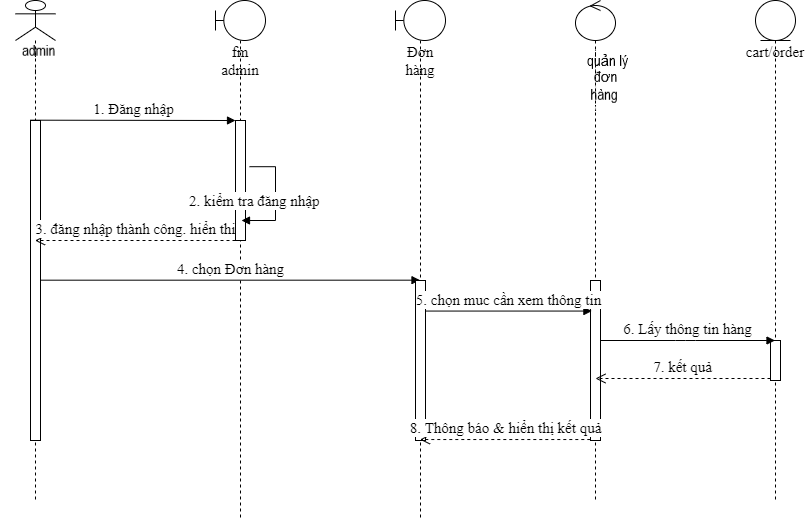 admin
fm
admin
Đơn
hàng
quản lý
đơn
hàng
cart/order
1. Đăng nhập
2. kiểm tra đăng nhập
3. đăng nhập thành công. hiển thi
4. chọn Đơn hàng
5. chọn muc cần xem thông tin
6. Lấy thông tin hàng
7. kết quả
8. Thông báo & hiển thị kết quả